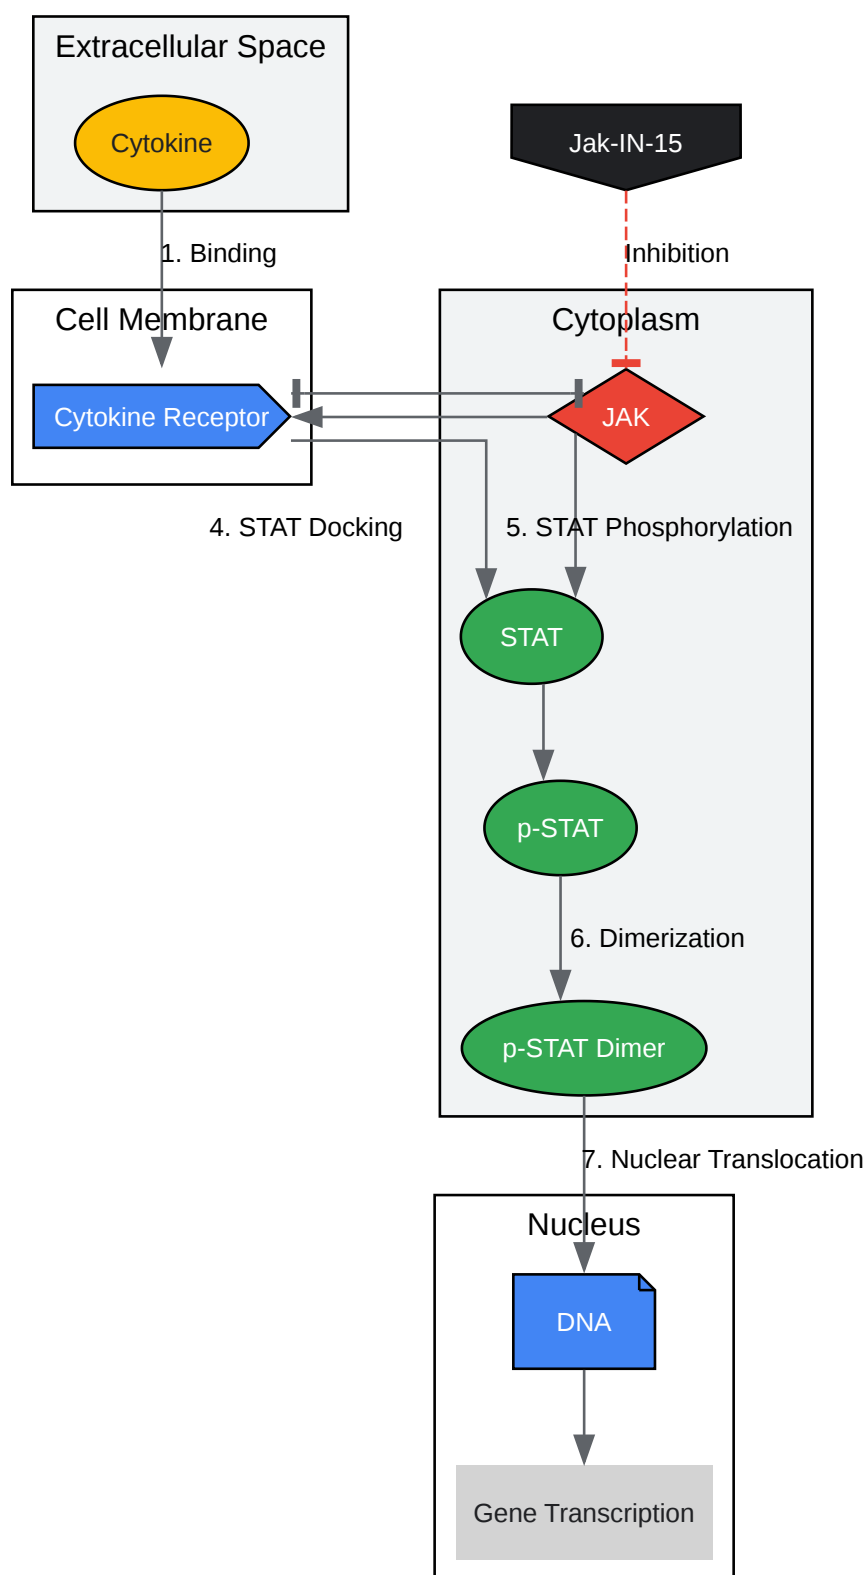 Extracellular Space
Cytokine
Jak-IN-15
1. Binding
Inhibition
Cell Membrane
Cytoplasm
Cytokine Receptor
JAK
4. STAT Docking
5. STAT Phosphorylation
STAT
p-STAT
6. Dimerization
p-STAT Dimer
7. Nuclear Translocation
Nucleus
DNA
Gene Transcription